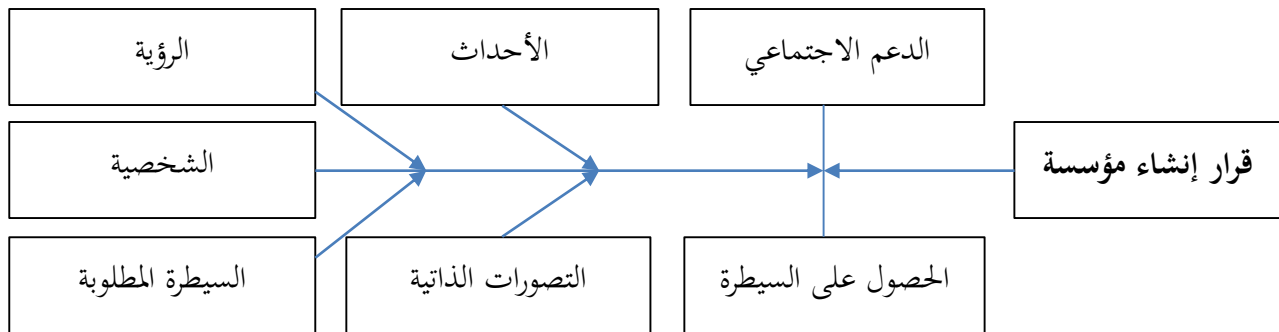 الدعم الاجتماعي
الأحداث
الرؤية
قرار إنشاء مؤسسة
الشخصية
الحصول على السيطرة
التصورات الذاتية
السيطرة المطلوبة